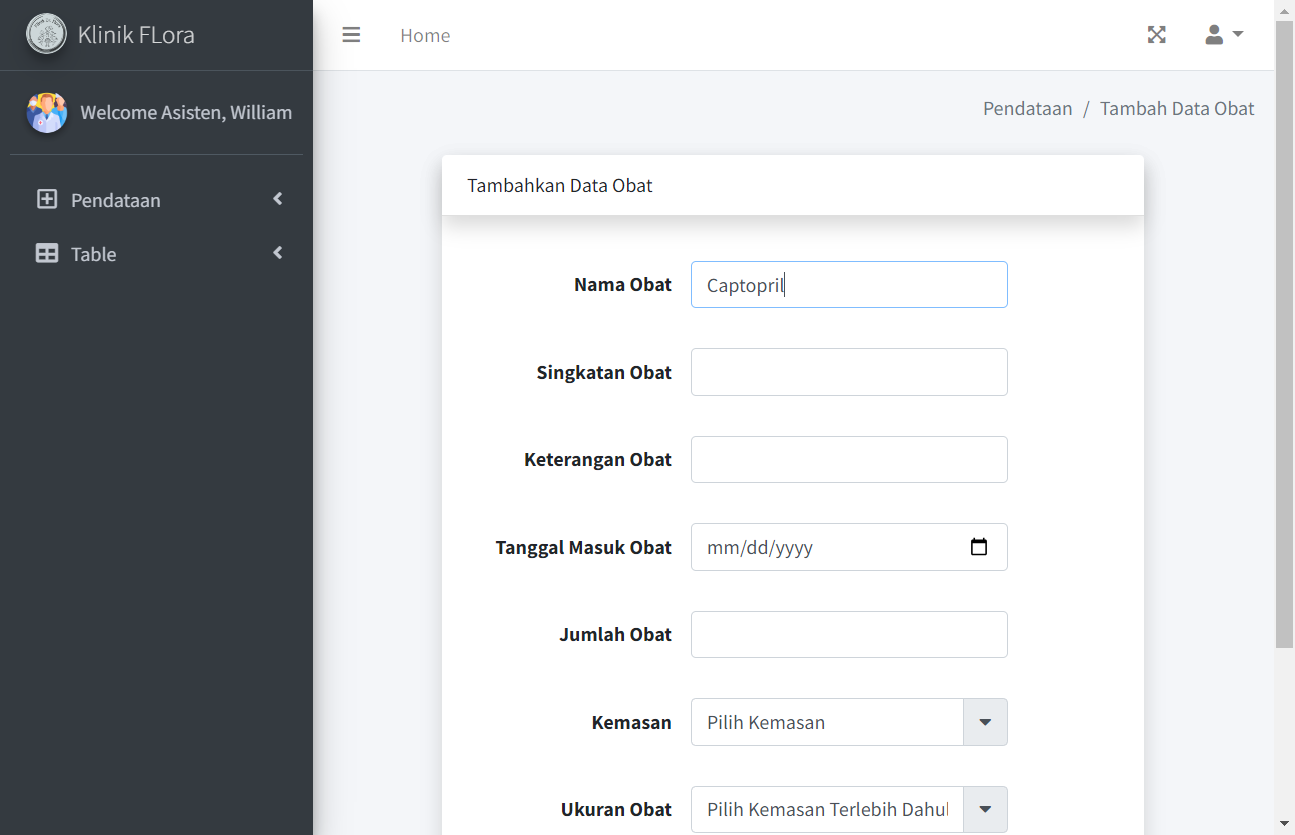 Klinik FLora
Home
Welcome Asisten, William
Pendataan / Tambah Data Obat
Pendataan
Table
Tambahkan Data Obat
Nama Obat Captopril
Singkatan Obat
Keterangan Obat
Tanggal Masuk Obat mm/dd/yyyy
Jumlah Obat
Kemasan Pilih Kemasan
Ukuran Obat Pilih Kemasan Terlebih Dahul